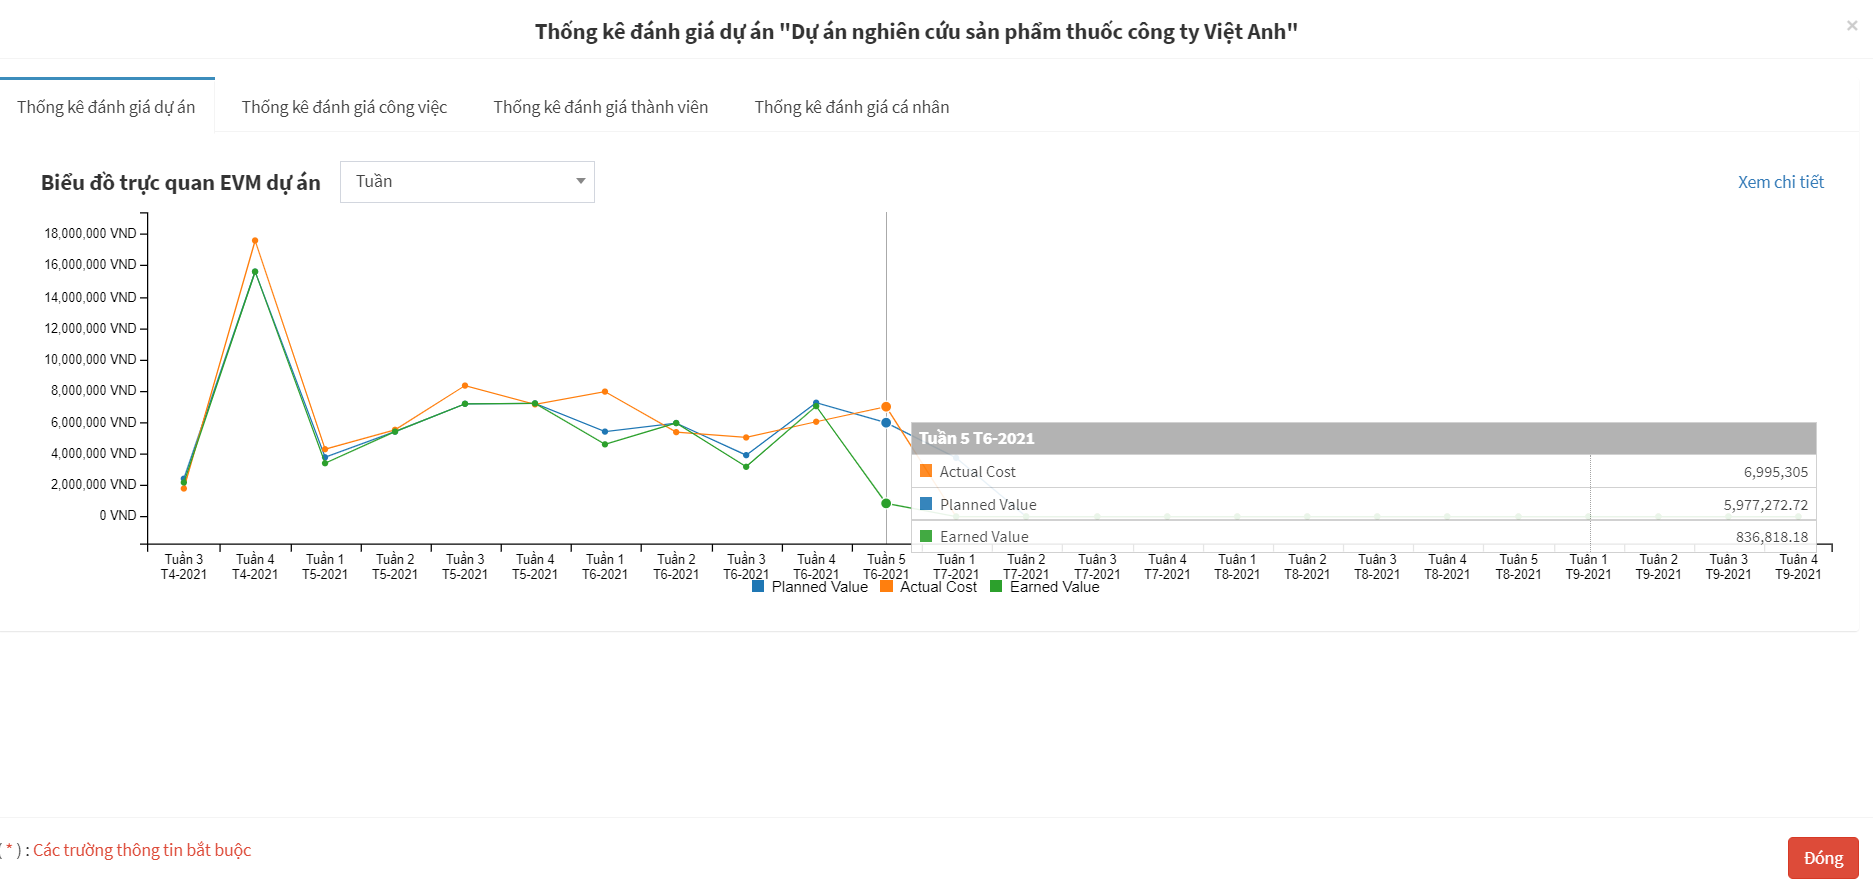 Thống kê đánh giá dự án "Dự án nghiên cứu sản phẩm thuốc công ty Việt Anh"
×
Thống kê đánh giá dự án Thống kê đánh giá công việc Thống kê đánh giá thành viên Thống kê đánh giá cá nhân
Biểu đồ trực quan EVM dự án Tuần Xem chi tiết
18,000,000 VND
16,000,000 VND
14,000,000 VND
12,000,000 VND
10,000,000 VND
8,000,000 VND
6,000,000 VND
4,000,000 VND
2,000,000 VND
0 VND
Tuần 5 T6-2021
Actual Cost 6,995,305
Planned Value 5,977,272.72
Earned Value 836,818.18
Tuần 3 Tuần 4 Tuần 1 Tuần 2 Tuần 3 Tuần 4 Tuần 1 Tuần 2 Tuần 3 Tuần 4 Tuần 5 Tuần 1 Tuần 2 Tuần 3 Tuần 4 Tuần 1 Tuần 2 Tuần 3 Tuần 4 Tuần 5 Tuần 1 Tuần 2 Tuần 3 Tuần 4
T4-2021 T4-2021 T5-2021 T5-2021 T5-2021 T5-2021 T6-2021 T6-2021 T6-2021 T6-2021 T6-2021 T7-2021 T7-2021 T7-2021 T7-2021 T8-2021 T8-2021 T8-2021 T8-2021 T8-2021 T9-2021 T9-2021 T9-2021 T9-2021
Planned Value Actual Cost Earned Value
( * ) : Các trường thông tin bắt buộc
Đóng